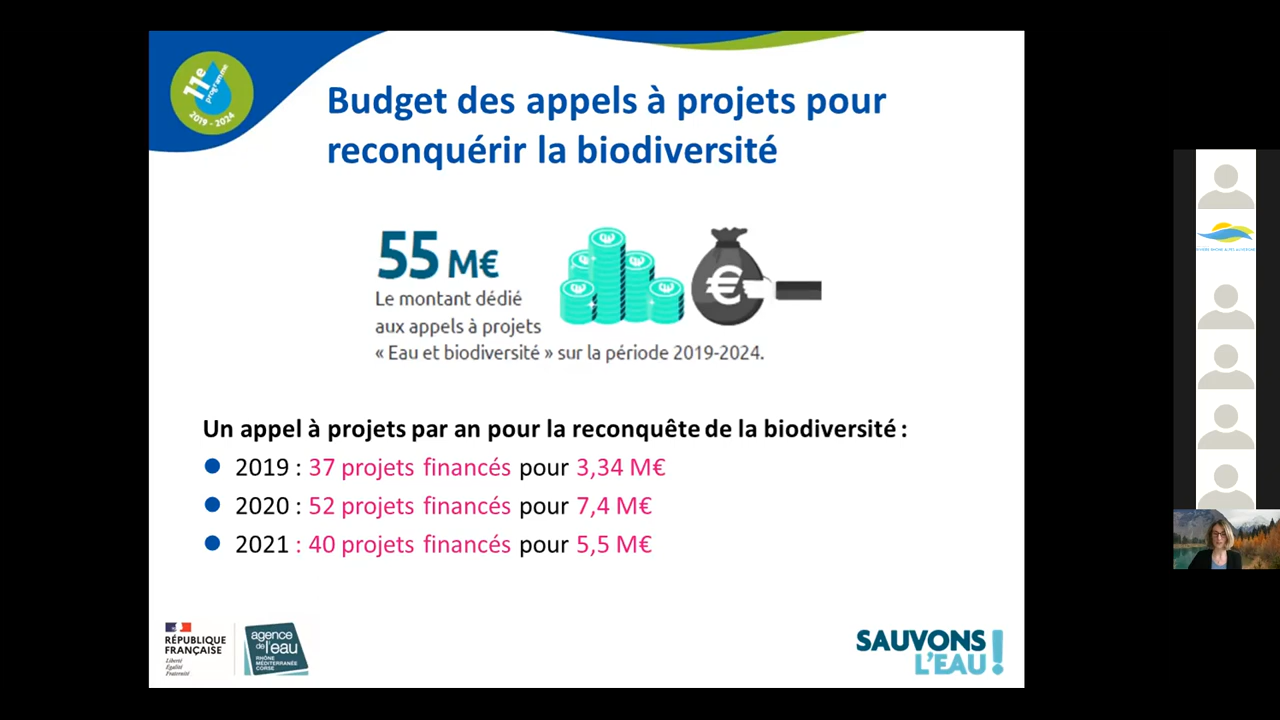 11e
programme
2019 - 2024
Budget des appels à projets pour
reconquérir la biodiversité
55 M€
Le montant dédié
aux appels à projets
« Eau et biodiversité » sur la période 2019-2024.
€
Un appel à projets par an pour la reconquête de la biodiversité :
2019 : 37 projets financés pour 3,34 M€
2020 : 52 projets financés pour 7,4 M€
2021 : 40 projets financés pour 5,5 M€
RÉPUBLIQUE
FRANÇAISE
Liberté
Égalité
Fraternité
agence
de l'eau
RHÔNE
MÉDITERRANÉE
CORSE
SAUVONS
L'EAU !